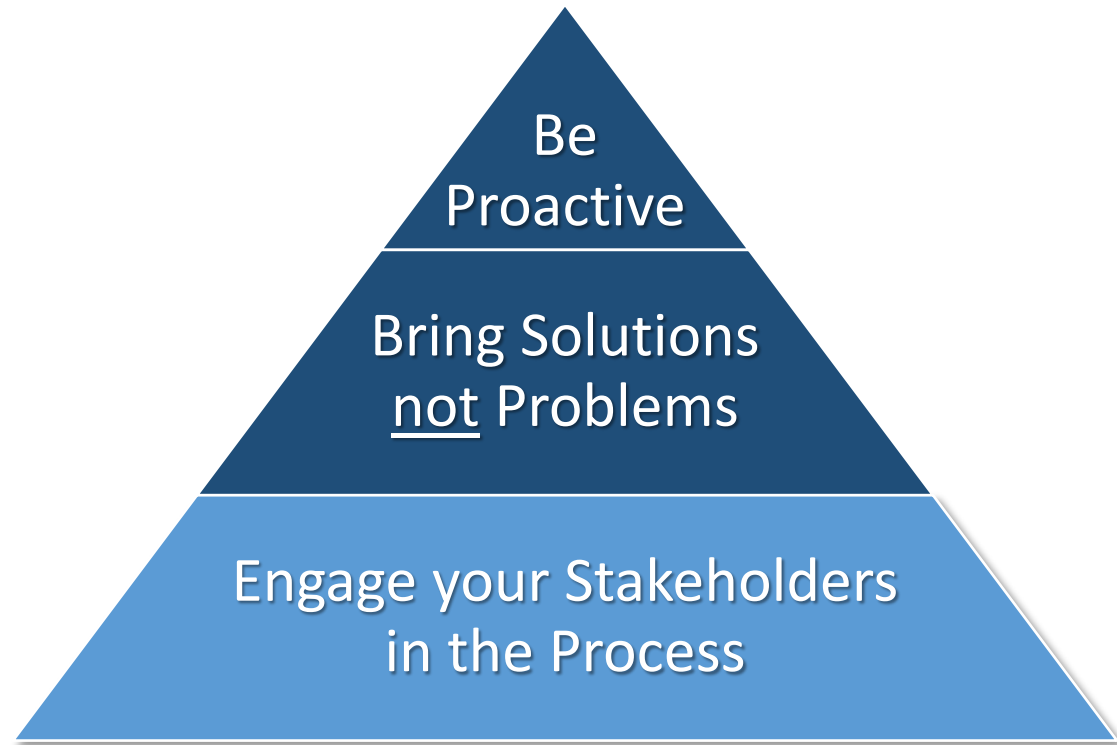 Be
Proactive
Bring Solutions
not Problems
Engage your Stakeholders
in the Process